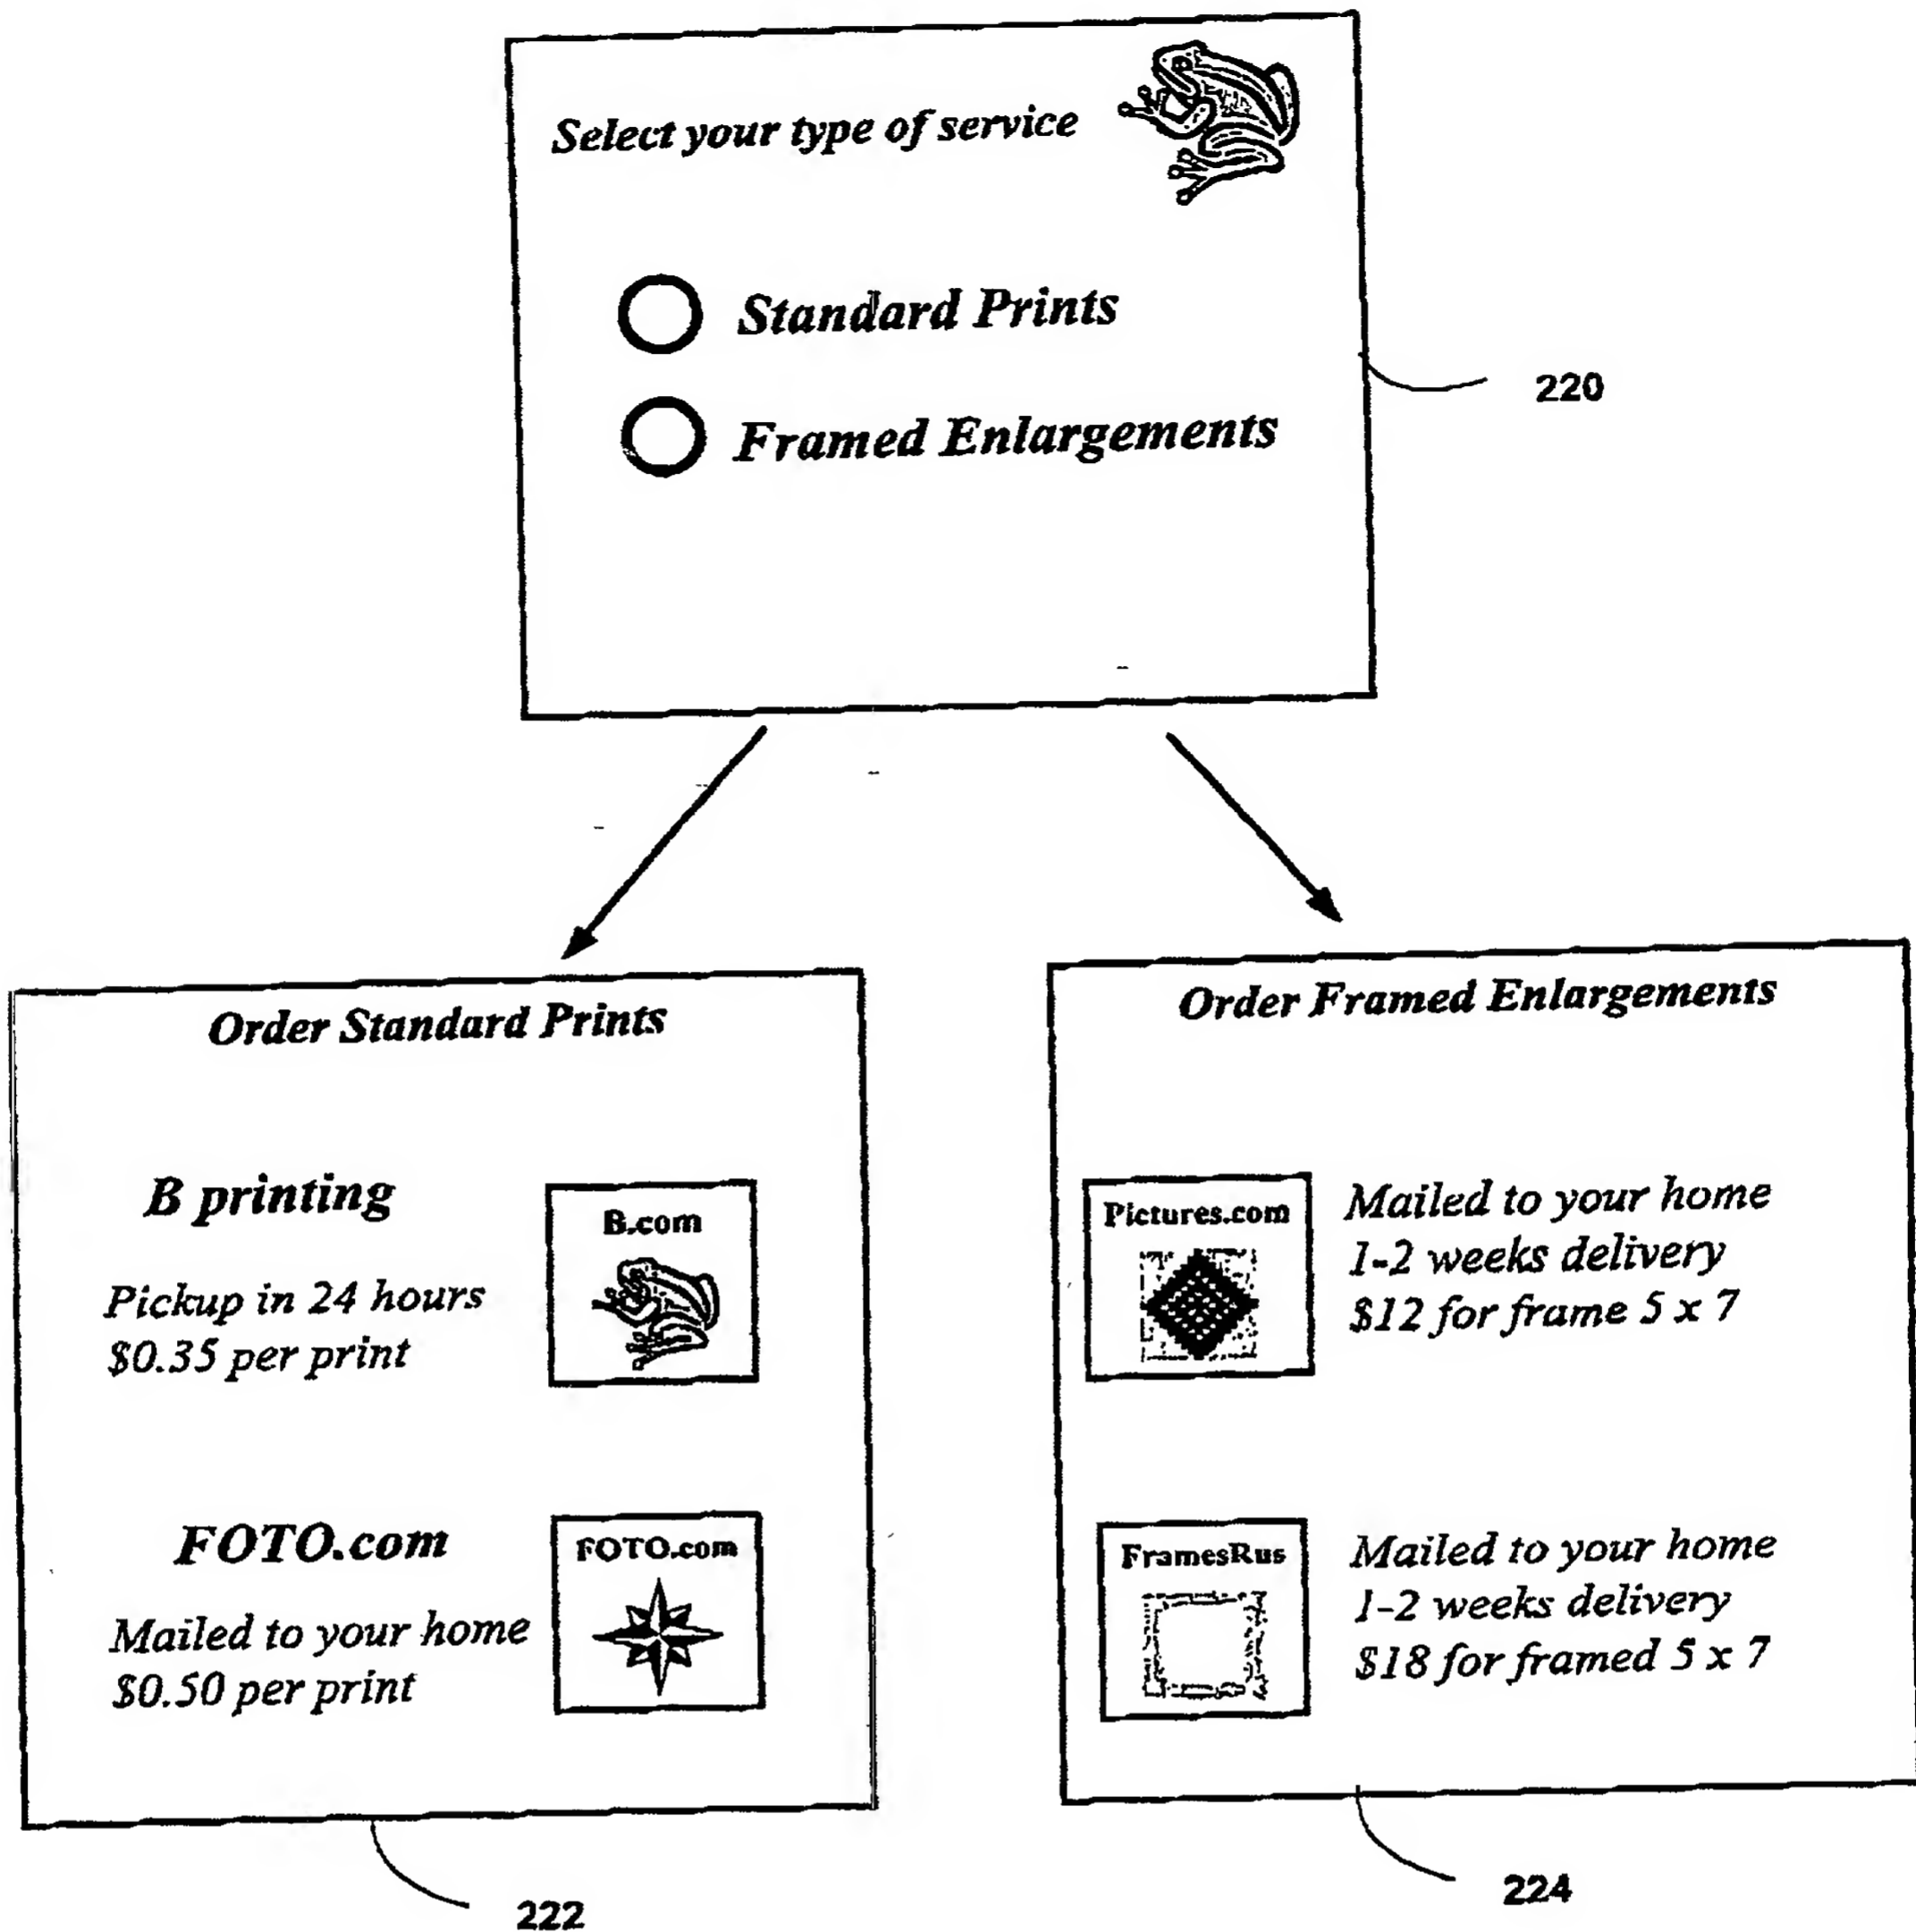 Select your type of service
Standard Prints
Framed Enlargements
220
Order Standard Prints
B printing
Pickup in 24 hours
$0.35 per print
B.com
FOTO.com
Mailed to your home
$0.50 per print
FOTO.com
222
Order Framed Enlargements
Pictures.com
Mailed to your home
1-2 weeks delivery
$12 for frame 5 x 7
FramesRus
Mailed to your home
1-2 weeks delivery
$18 for framed 5 x 7
224